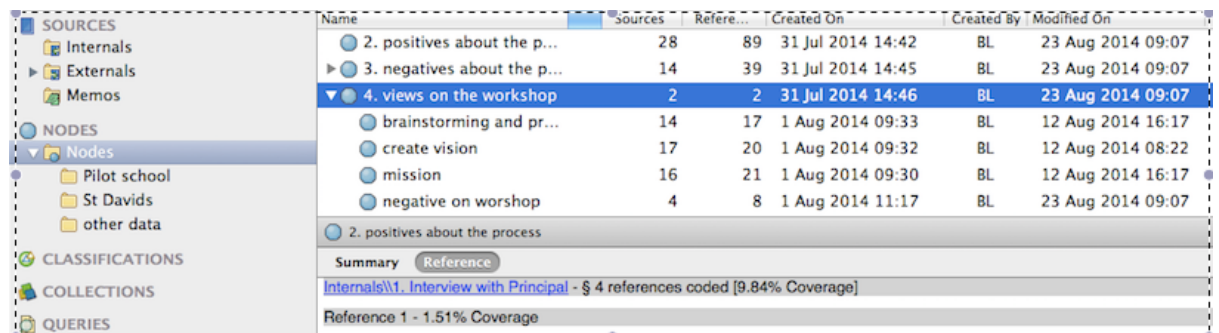 SOURCES
Internals
Externals
Memos
NODES
Nodes
Pilot school
St Davids
other data
CLASSIFICATIONS
COLLECTIONS
QUERIES
Name Sources Refere... Created On Created By Modified On
2. positives about the p... 28 89 31 Jul 2014 14:42 BL 23 Aug 2014 09:07
3. negatives about the p... 14 39 31 Jul 2014 14:45 BL 23 Aug 2014 09:07
4. views on the workshop 2 2 31 Jul 2014 14:46 BL 23 Aug 2014 09:07
brainstorming and pr... 14 17 1 Aug 2014 09:33 BL 12 Aug 2014 16:17
create vision 17 20 1 Aug 2014 09:32 BL 12 Aug 2014 08:22
mission 16 21 1 Aug 2014 09:30 BL 12 Aug 2014 16:17
negative on worshop 4 8 1 Aug 2014 11:17 BL 23 Aug 2014 09:07
2. positives about the process
Summary Reference
Internals\\1. Interview with Principal - § 4 references coded [9.84% Coverage]
Reference 1 - 1.51% Coverage